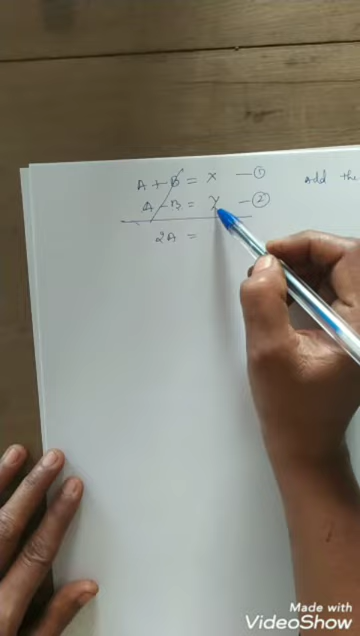 A + B = x — ① Add the
A - B = y — ②
2A =
Made with
VideoShow